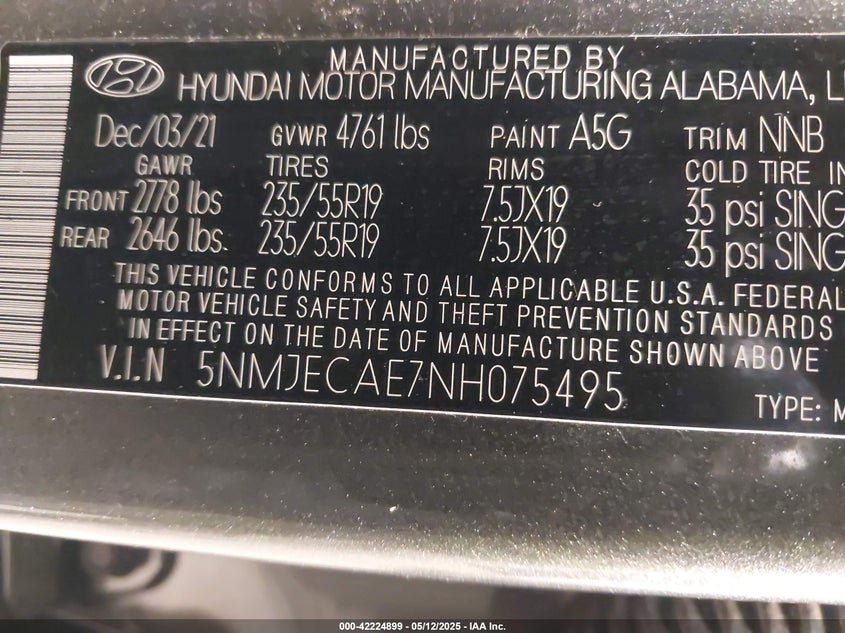 MANUFACTURED BY
HYUNDAI MOTOR MANUFACTURING ALABAMA, L
Dec/03/21 GVWR 4761 lbs PAINT A5G TRIM NNB
GAWR TIRES RIMS COLD TIRE IN
FRONT 2778 lbs 235/55R19 7.5JX19 35 psi SING
REAR 2646 lbs. 235/55R19 7.5JX19 35 psi SING
THIS VEHICLE CONFORMS TO ALL APPLICABLE U.S.A. FEDERAL
MOTOR VEHICLE SAFETY AND THEFT PREVENTION STANDARDS
IN EFFECT ON THE DATE OF MANUFACTURE SHOWN ABOVE
V.I.N 5NMJECAE7NH075495
TYPE: M
000-42224899 - 05/12/2025 - IAA Inc.